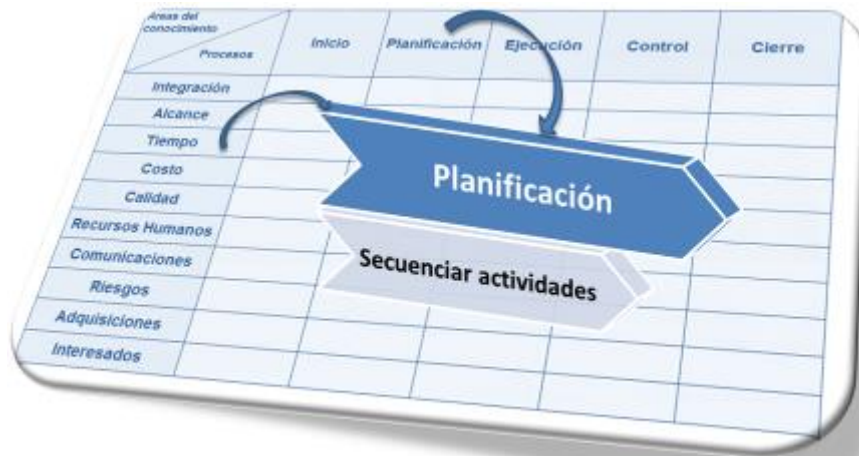 Áreas del
conocimiento
Procesos
Inicio
Planificación
Ejecución
Control
Cierre
Integración
Alcance
Tiempo
Costo
Calidad
Recursos Humanos
Comunicaciones
Riesgos
Adquisiciones
Interesados
Planificación
Secuenciar actividades